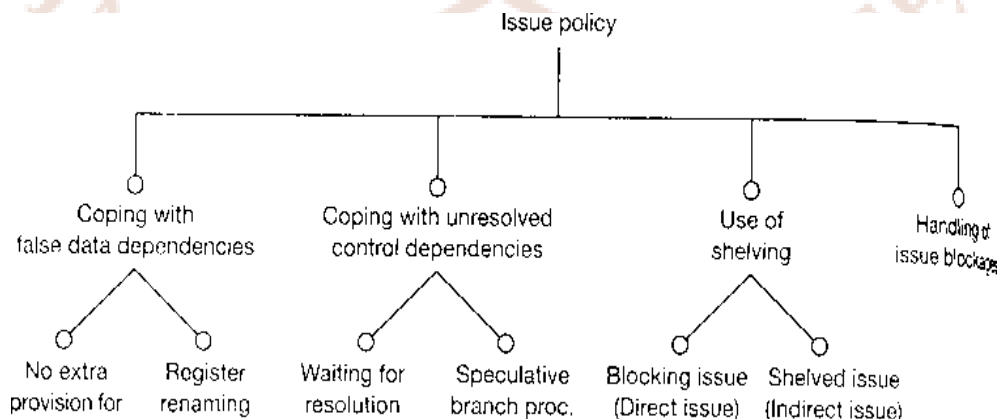 Issue policy
Coping with
false data dependencies
Coping with unresolved
control dependencies
Use of
shelving
Handling of
issue blockages
No extra
provision for
Register
renaming
Waiting for
resolution
Speculative
branch proc.
Blocking issue
(Direct issue)
Shelved issue
(Indirect issue)